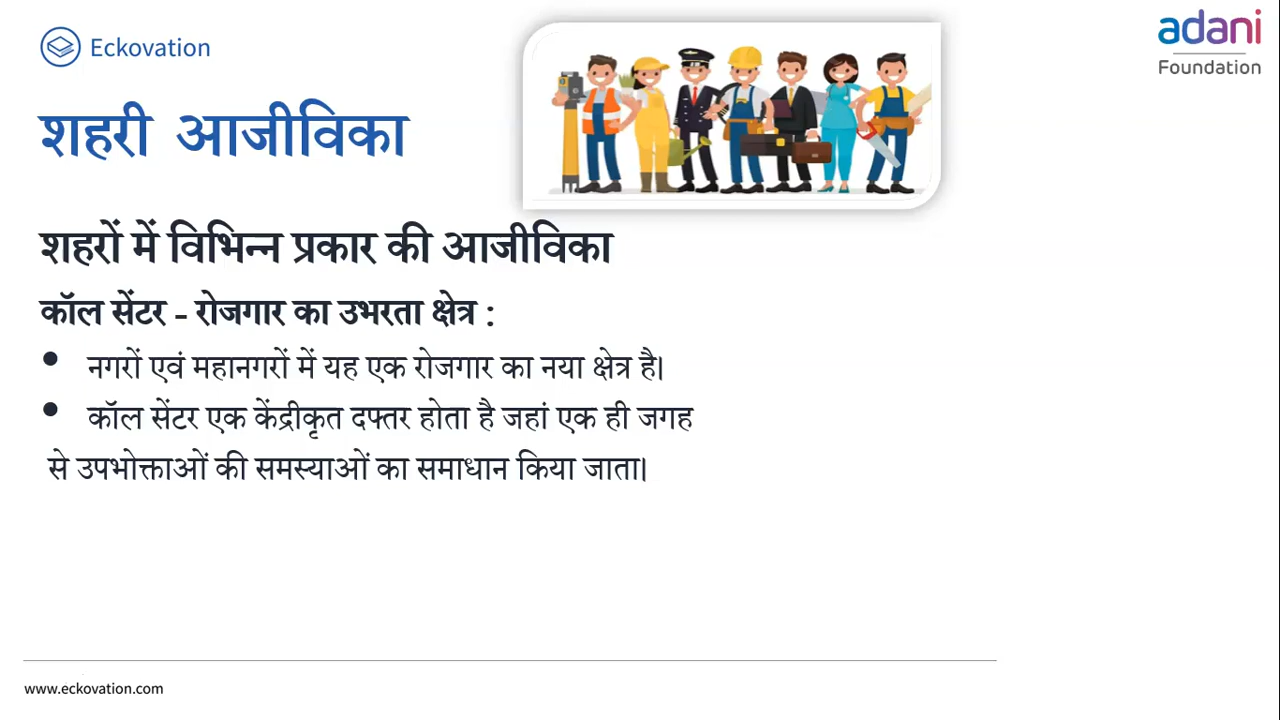 Eckovation
adani
Foundation
शहरी आजीविका
शहरों में विभिन्न प्रकार की आजीविका
कॉल सेंटर - रोजगार का उभरता क्षेत्र :
• नगरों एवं महानगरों में यह एक रोजगार का नया क्षेत्र है।
• कॉल सेंटर एक केंद्रीकृत दफ्तर होता है जहां एक ही जगह
से उपभोक्ताओं की समस्याओं का समाधान किया जाता।
www.eckovation.com